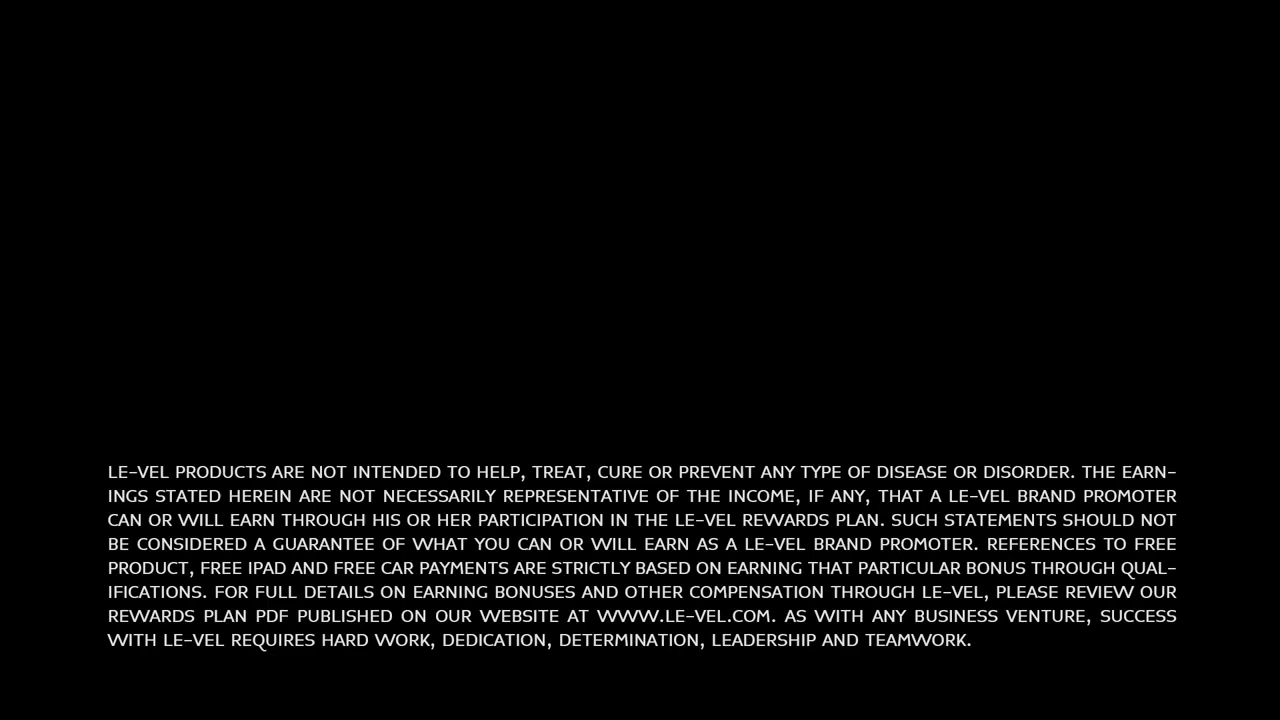 LE-VEL PRODUCTS ARE NOT INTENDED TO HELP, TREAT, CURE OR PREVENT ANY TYPE OF DISEASE OR DISORDER. THE EARN-
INGS STATED HEREIN ARE NOT NECESSARILY REPRESENTATIVE OF THE INCOME, IF ANY, THAT A LE-VEL BRAND PROMOTER
CAN OR WILL EARN THROUGH HIS OR HER PARTICIPATION IN THE LE-VEL REWARDS PLAN. SUCH STATEMENTS SHOULD NOT
BE CONSIDERED A GUARANTEE OF WHAT YOU CAN OR WILL EARN AS A LE-VEL BRAND PROMOTER. REFERENCES TO FREE
PRODUCT, FREE IPAD AND FREE CAR PAYMENTS ARE STRICTLY BASED ON EARNING THAT PARTICULAR BONUS THROUGH QUAL-
IFICATIONS. FOR FULL DETAILS ON EARNING BONUSES AND OTHER COMPENSATION THROUGH LE-VEL, PLEASE REVIEW OUR
REWARDS PLAN PDF PUBLISHED ON OUR WEBSITE AT WWW.LE-VEL.COM. AS WITH ANY BUSINESS VENTURE, SUCCESS
WITH LE-VEL REQUIRES HARD WORK, DEDICATION, DETERMINATION, LEADERSHIP AND TEAMWORK.